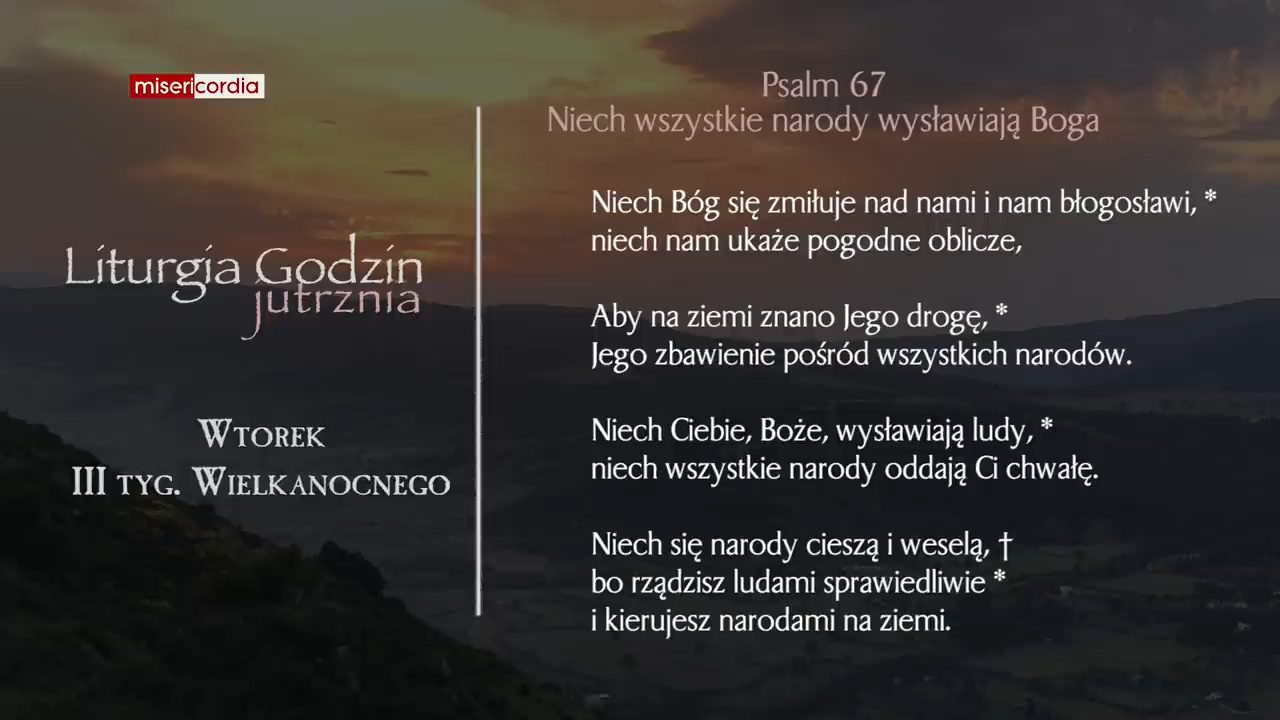 misericordia
Liturgia Godzin
jutrznia
Wtorek
III tyg. Wielkanocnego
Psalm 67
Niech wszystkie narody wysławiają Boga
Niech Bóg się zmiłuje nad nami i nam błogosławi, *
niech nam ukaże pogodne oblicze,
Aby na ziemi znano Jego drogę, *
Jego zbawienie pośród wszystkich narodów.
Niech Ciebie, Boże, wysławiają ludy, *
niech wszystkie narody oddają Ci chwałę.
Niech się narody cieszą i weselą, †
bo rządzisz ludami sprawiedliwie *
i kierujesz narodami na ziemi.